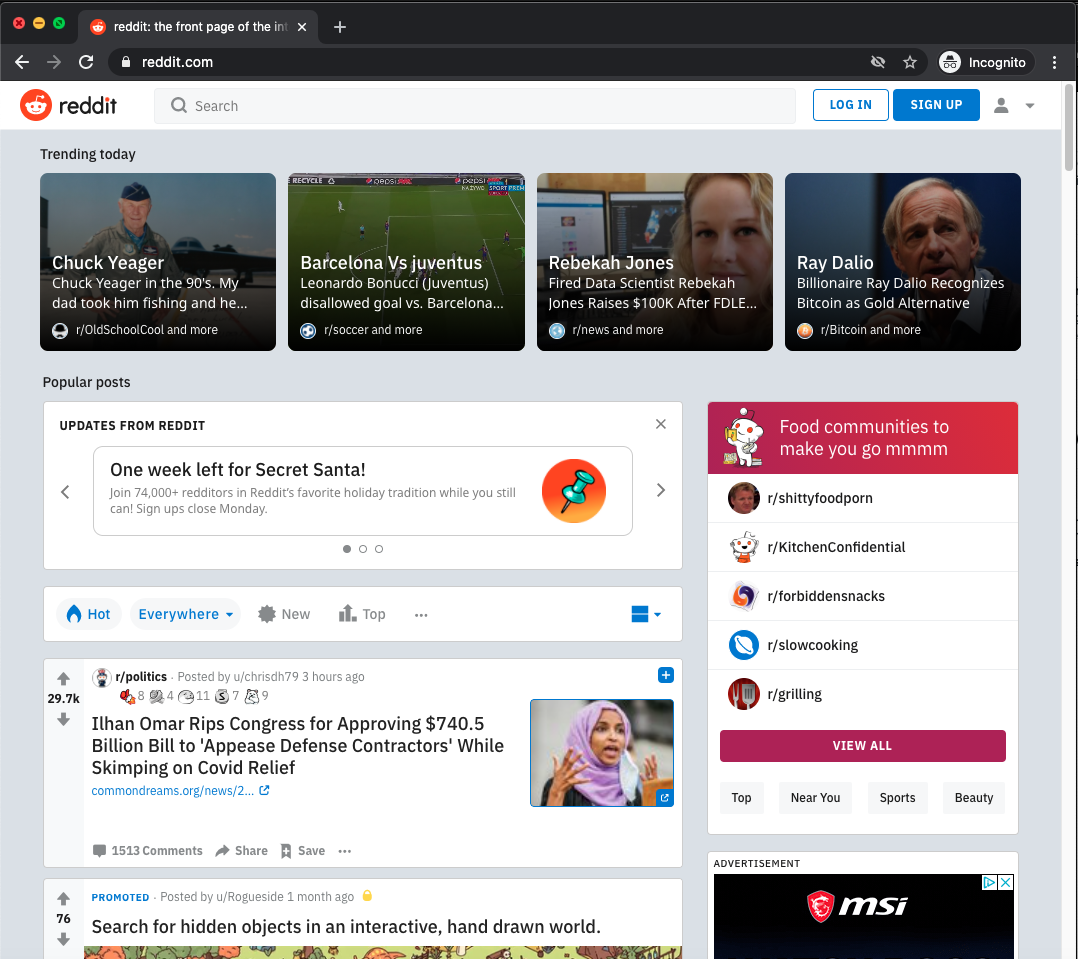 reddit: the front page of the int
reddit.com
Incognito
reddit
Search
LOG IN
SIGN UP
Trending today
Chuck Yeager
Chuck Yeager in the 90's. My
dad took him fishing and he...
r/OldSchoolCool and more
RECYCLE
pepsi
pepsi
NA ŻYWO
SPORT PREM
Barcelona Vs juventus
Leonardo Bonucci (Juventus)
disallowed goal vs. Barcelona...
r/soccer and more
Rebekah Jones
Fired Data Scientist Rebekah
Jones Raises $100K After FDLE...
r/news and more
Ray Dalio
Billionaire Ray Dalio Recognizes
Bitcoin as Gold Alternative
r/Bitcoin and more
Popular posts
UPDATES FROM REDDIT
One week left for Secret Santa!
Join 74,000+ redditors in Reddit's favorite holiday tradition while you still
can! Sign ups close Monday.
Hot
Everywhere
New
Top
29.7k
r/politics · Posted by u/chrisdh79 3 hours ago
8 4 11 7 9
Ilhan Omar Rips Congress for Approving $740.5
Billion Bill to 'Appease Defense Contractors' While
Skimping on Covid Relief
commondreams.org/news/2...
1513 Comments
Share
Save
76
PROMOTED · Posted by u/Rogueside 1 month ago
Search for hidden objects in an interactive, hand drawn world.
Food communities to
make you go mmmm
r/shittyfoodporn
r/KitchenConfidential
r/forbiddensnacks
r/slowcooking
r/grilling
VIEW ALL
Top
Near You
Sports
Beauty
ADVERTISEMENT
msi